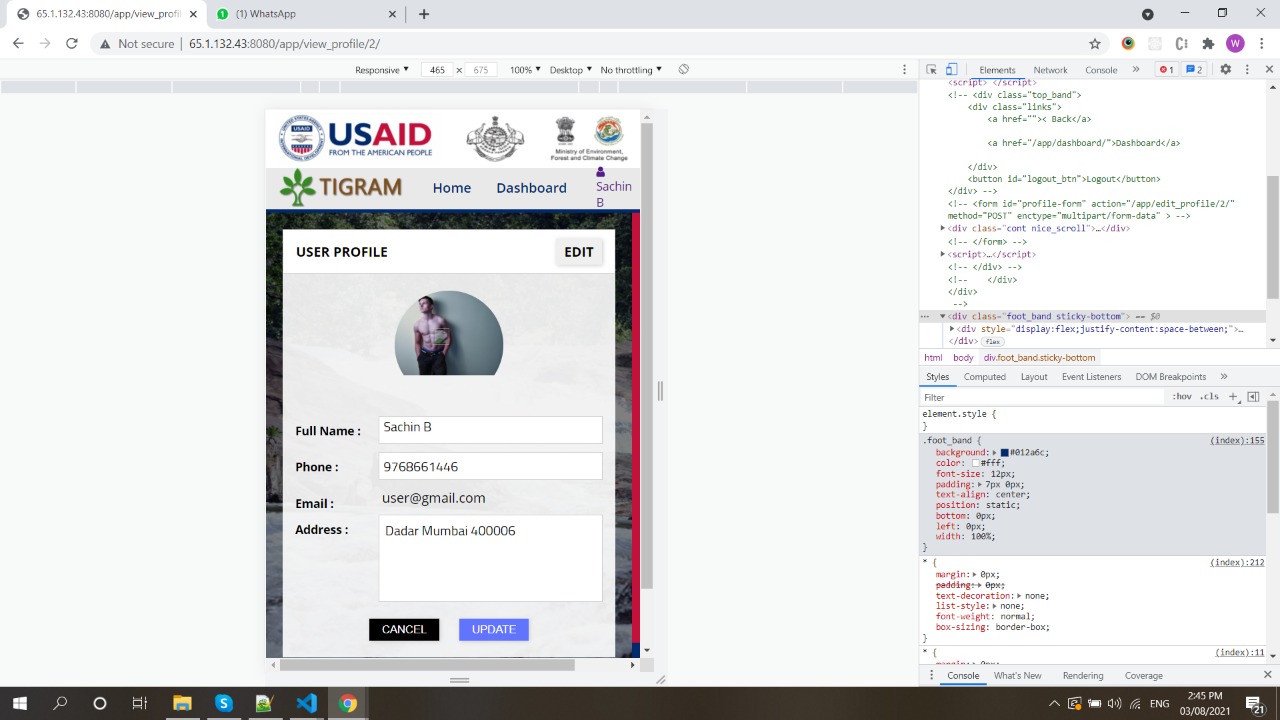 65.1.132.43:8080/app/view_profi
(1) WhatsApp
Not secure | 65.1.132.43:8080/app/view_profile/2/
W
Responsive 465 × 675 100% Desktop No throttling
Elements Network Console » 1 2
USAID
FROM THE AMERICAN PEOPLE
Ministry of Environment,
Forest and Climate Change
TIGRAM Home Dashboard Sachin B
USER PROFILE EDIT
Full Name : Sachin B
Phone : 9768661446
Email : user@gmail.com
Address : Dadar Mumbai 400006
CANCEL UPDATE
<script> </script>
<!-- <div class="top_band">
<div class="links">
<a href="">< Back</a>
<a href="/app/dashboard/">Dashboard</a>
</div>
<button id="logout_btn">Logout</button>
</div> -->
<!-- <form id="profile-form" action="/app/edit_profile/2/"
method="POST" enctype="multipart/form-data" > -->
<div class="cont nice_scroll">…</div>
<!-- </form> -->
<script>…</script>
<!-- </div> -->
<!-- </div>
</div>
-->
<div class="foot_band sticky-bottom"> == $0
<div style="display:flex;justify-content:space-between;">…
</div> flex
html body div.foot_band.sticky-bottom
Styles Computed Layout Event Listeners DOM Breakpoints »
Filter :hov .cls +
element.style {
}
.foot_band { (index):155
background: #012a6c;
color: #fff;
font-size: 12px;
padding: 7px 0px;
text-align: center;
position: static;
bottom: 0px;
left: 0px;
width: 100%;
}
* { (index):212
margin: 0px;
padding: 0px;
text-decoration: none;
list-style: none;
font-weight: normal;
box-sizing: border-box;
}
* { (index):11
margin: 0px;
Console What's New Rendering Coverage
ENG
2:45 PM
03/08/2021
21